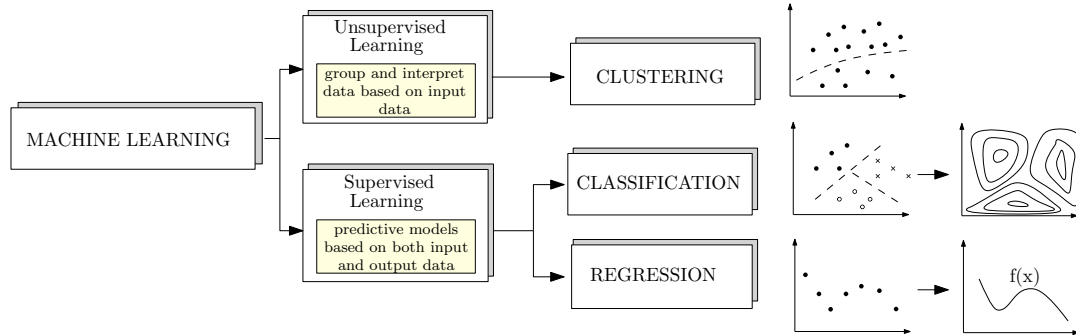 MACHINE LEARNING
Unsupervised
Learning
group and interpret
data based on input
data
CLUSTERING
Supervised
Learning
predictive models
based on both input
and output data
CLASSIFICATION
REGRESSION
f(x)